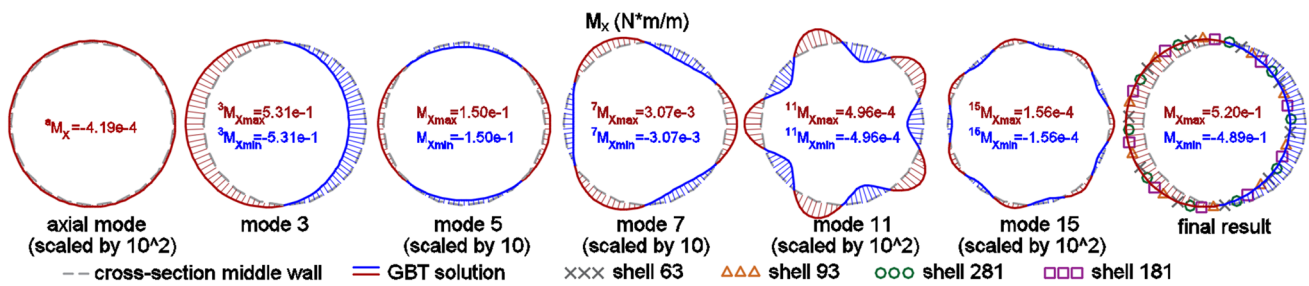 Mx (N*m/m)
ᵃMx=-4.19e-4
³Mxmax=5.31e-1
³Mxmin=-5.31e-1
Mxmax=1.50e-1
Mxmin=-1.50e-1
⁷Mxmax=3.07e-3
⁷Mxmin=-3.07e-3
¹¹Mxmax=4.96e-4
¹¹Mxmin=-4.96e-4
¹⁵Mxmax=1.56e-4
¹⁶Mxmin=-1.56e-4
Mxmax=5.20e-1
Mxmin=-4.89e-1
axial mode
(scaled by 10^2)
mode 3
mode 5
(scaled by 10)
mode 7
(scaled by 10)
mode 11
(scaled by 10^2)
mode 15
(scaled by 10^2)
final result
cross-section middle wall
GBT solution
shell 63
shell 93
shell 281
shell 181